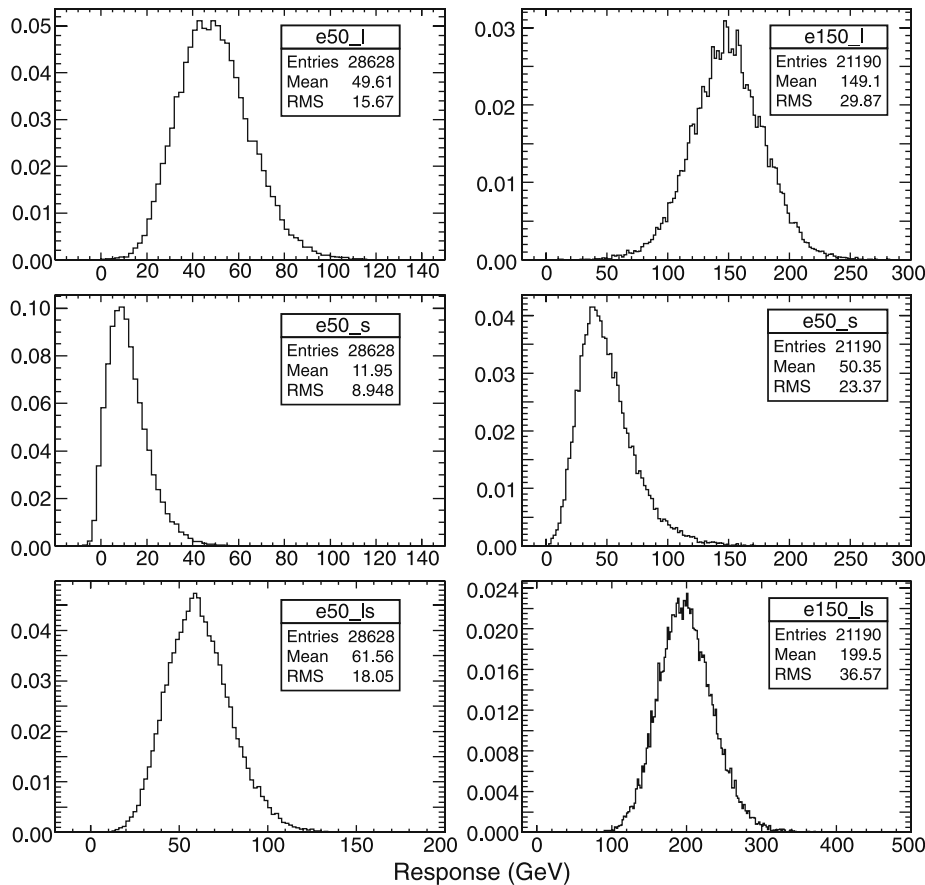 0.05
0.04
0.03
0.02
0.01
0.00
0 20 40 60 80 100 120 140
e50_l
Entries 28628
Mean 49.61
RMS 15.67
0.03
0.02
0.01
0.00
0 50 100 150 200 250 300
e150_l
Entries 21190
Mean 149.1
RMS 29.87
0.10
0.08
0.06
0.04
0.02
0.00
0 20 40 60 80 100 120 140
e50_s
Entries 28628
Mean 11.95
RMS 8.948
0.04
0.03
0.02
0.01
0.00
0 50 100 150 200 250 300
e50_s
Entries 21190
Mean 50.35
RMS 23.37
0.04
0.03
0.02
0.01
0.00
0 50 100 150 200
e50_ls
Entries 28628
Mean 61.56
RMS 18.05
0.024
0.020
0.016
0.012
0.008
0.004
0.000
0 100 200 300 400 500
e150_ls
Entries 21190
Mean 199.5
RMS 36.57
Response (GeV)